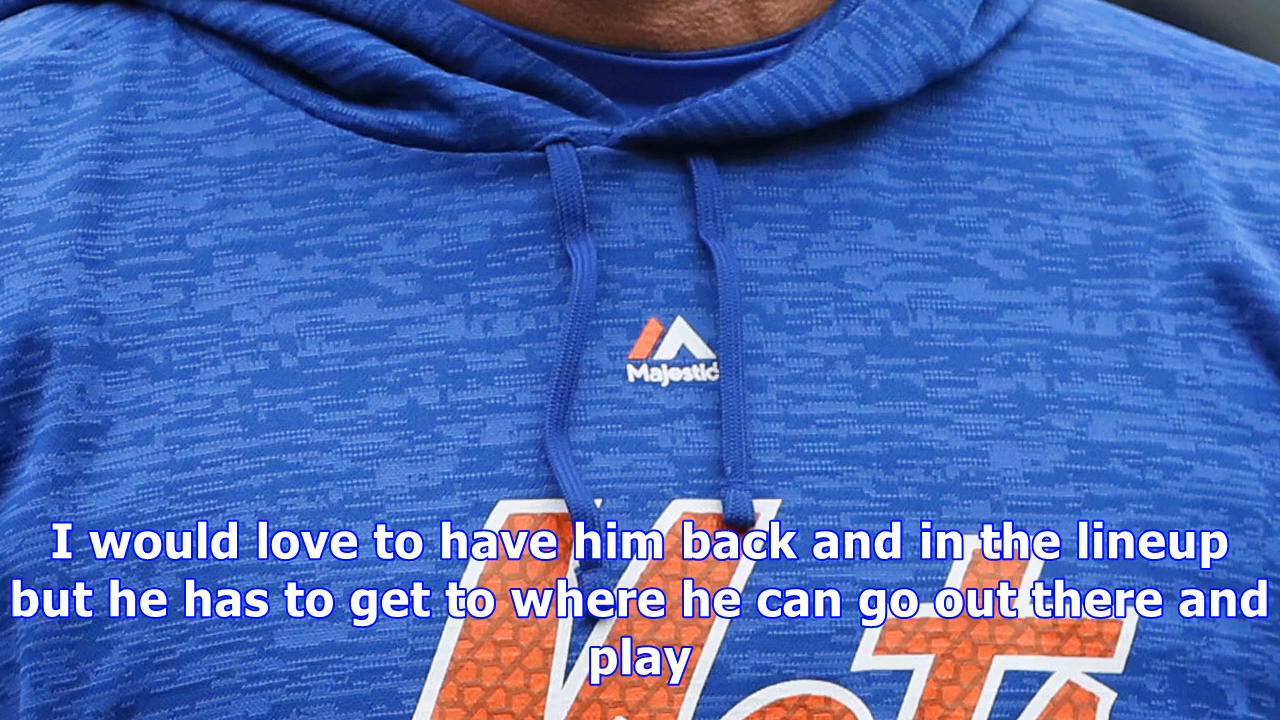 Majestic
I would love to have him back and in the lineup
but he has to get to where he can go out there and
play
Mets